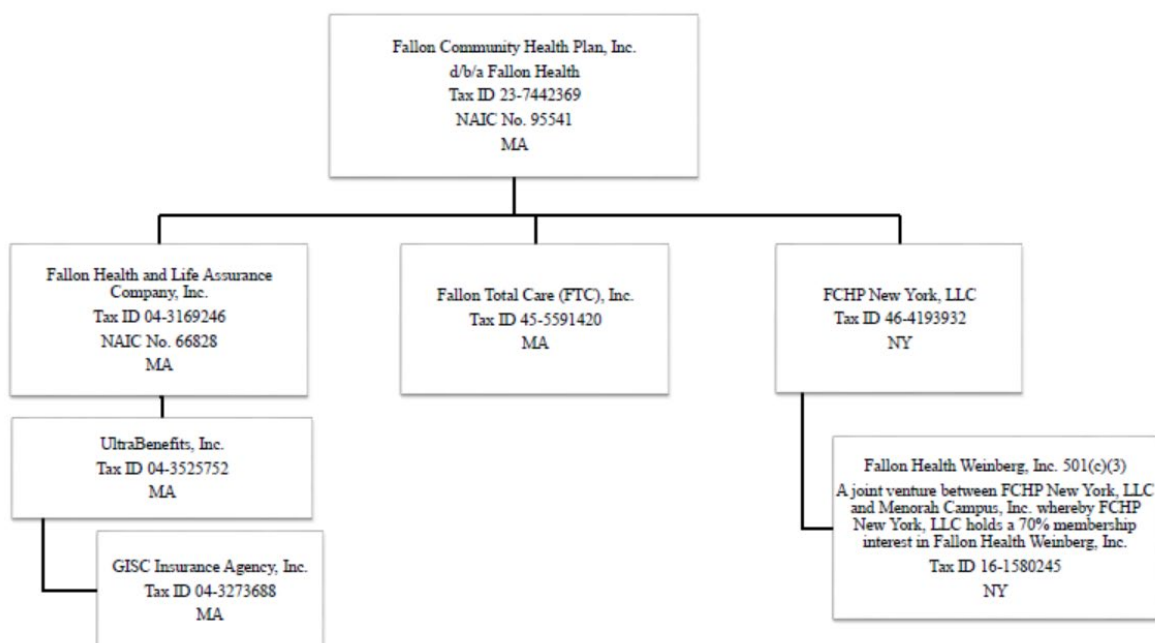 Fallon Community Health Plan, Inc.
d/b/a Fallon Health
Tax ID 23-7442369
NAIC No. 95541
MA
Fallon Health and Life Assurance
Company, Inc.
Tax ID 04-3169246
NAIC No. 66828
MA
Fallon Total Care (FTC), Inc.
Tax ID 45-5591420
MA
FCHP New York, LLC
Tax ID 46-4193932
NY
UltraBenefits, Inc.
Tax ID 04-3525752
MA
GISC Insurance Agency, Inc.
Tax ID 04-3273688
MA
Fallon Health Weinberg, Inc. 501(c)(3)
A joint venture between FCHP New York, LLC
and Menorah Campus, Inc. whereby FCHP
New York, LLC holds a 70% membership
interest in Fallon Health Weinberg, Inc.
Tax ID 16-1580245
NY